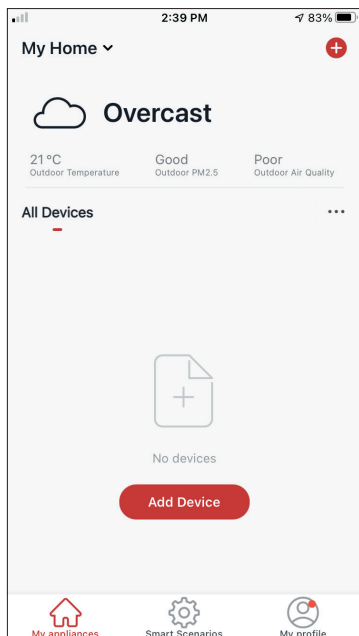 2:39 PM
83%
My Home
Overcast
21°C Good Poor
Outdoor Temperature Outdoor PM2.5 Outdoor Air Quality
All Devices
No devices
Add Device
My appliances Smart Scenarios My profile